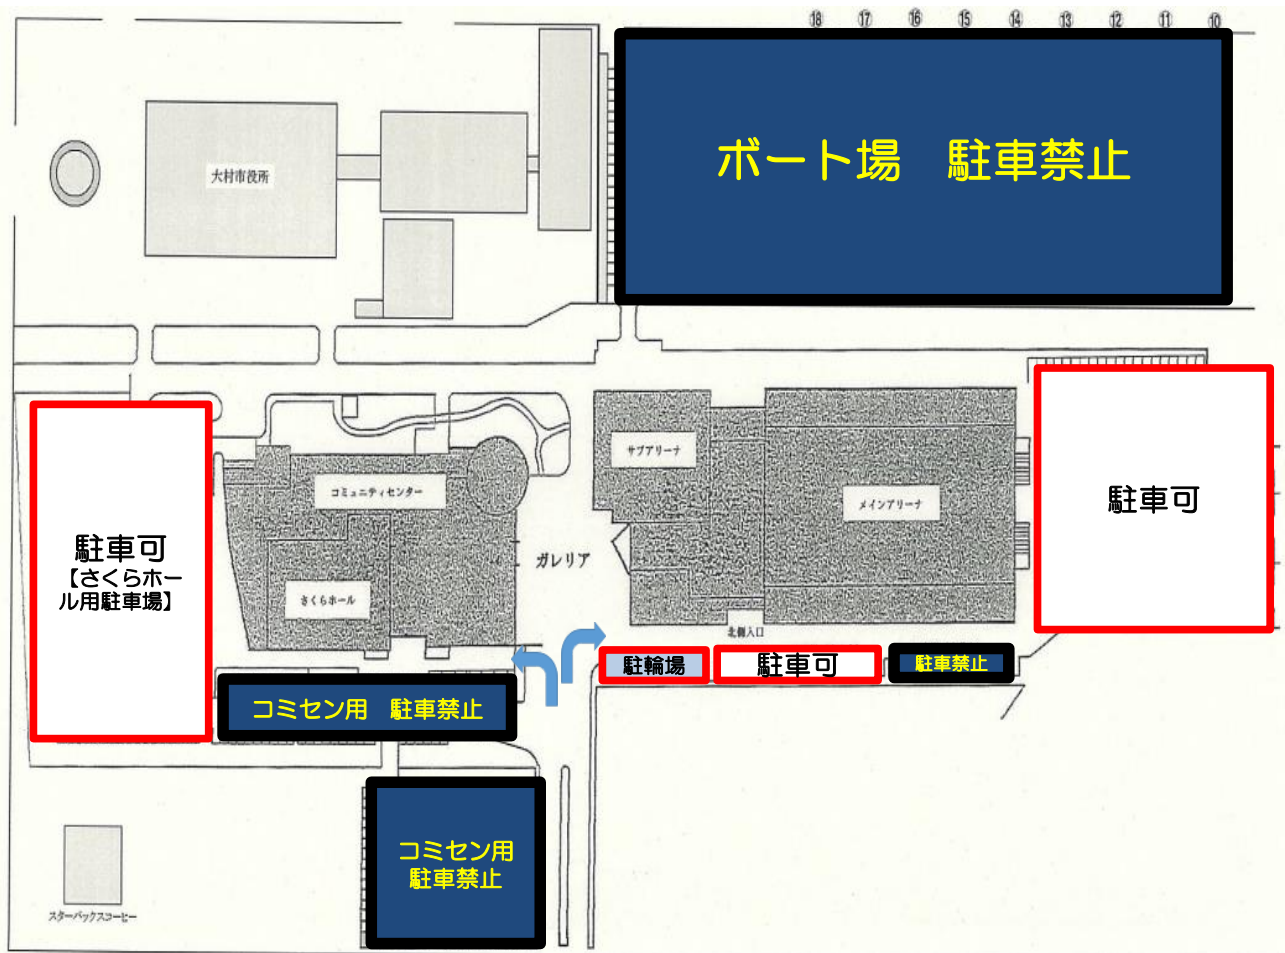 ⑱ ⑰ ⑯ ⑮ ⑭ ⑬ ⑫ ⑪ ⑩
ボート場　駐車禁止
大村市役所
サブアリーナ
メインアリーナ
駐車可
コミュニティセンター
駐車可
【さくらホー
ル用駐車場】
ガレリア
さくらホール
北側入口
駐輪場
駐車可
駐車禁止
コミセン用　駐車禁止
コミセン用
駐車禁止
スターバックスコーヒー